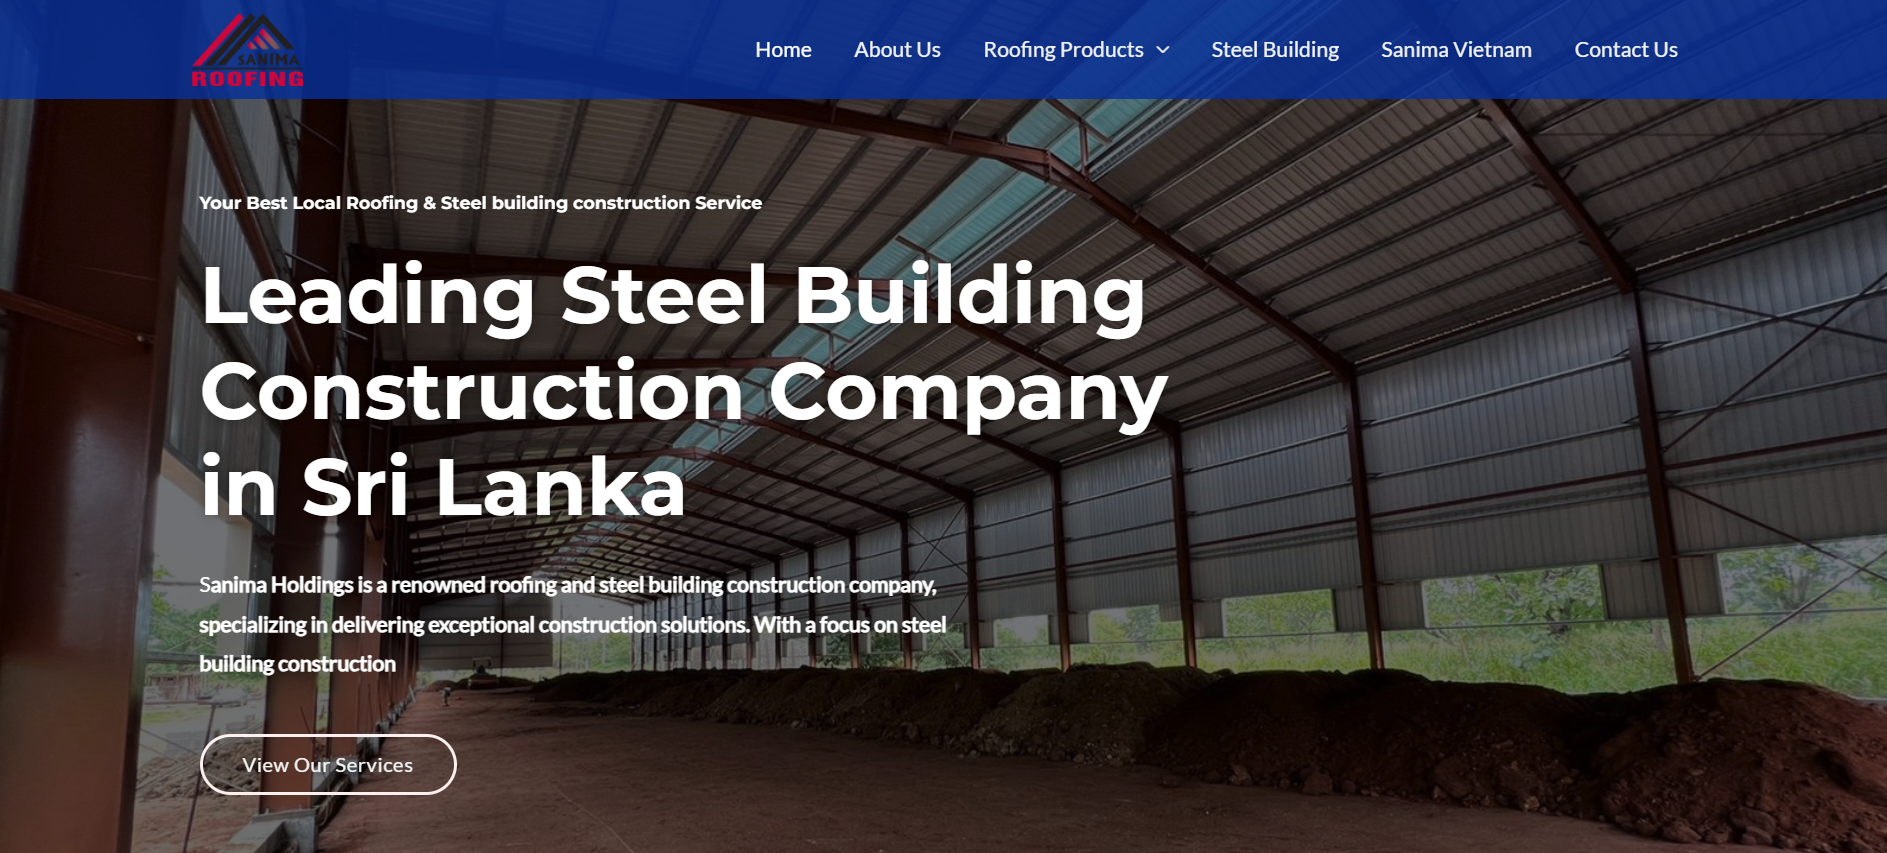 SANIMA
ROOFING
Home About Us Roofing Products Steel Building Sanima Vietnam Contact Us
Your Best Local Roofing & Steel building construction Service
Leading Steel Building
Construction Company
in Sri Lanka
Sanima Holdings is a renowned roofing and steel building construction company,
specializing in delivering exceptional construction solutions. With a focus on steel
building construction
View Our Services